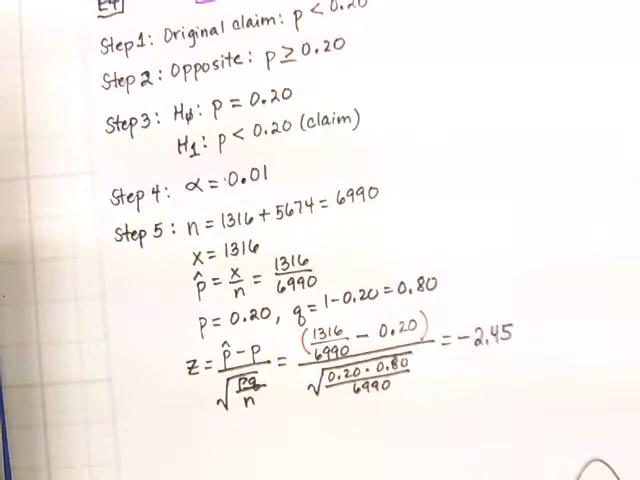 E4
Step 1: Original claim: p < 0.20
Step 2: Opposite: p ≥ 0.20
Step 3: H∅: p = 0.20
H1: p < 0.20 (claim)
Step 4: α = 0.01
Step 5: n = 1316 + 5674 = 6990
x = 1316
p̂ = x/n = 1316/6990
p = 0.20, q = 1 - 0.20 = 0.80
z = (p̂ - p)/√(pq/n) = (1316/6990 - 0.20)/√(0.20 · 0.80/6990) = -2.45